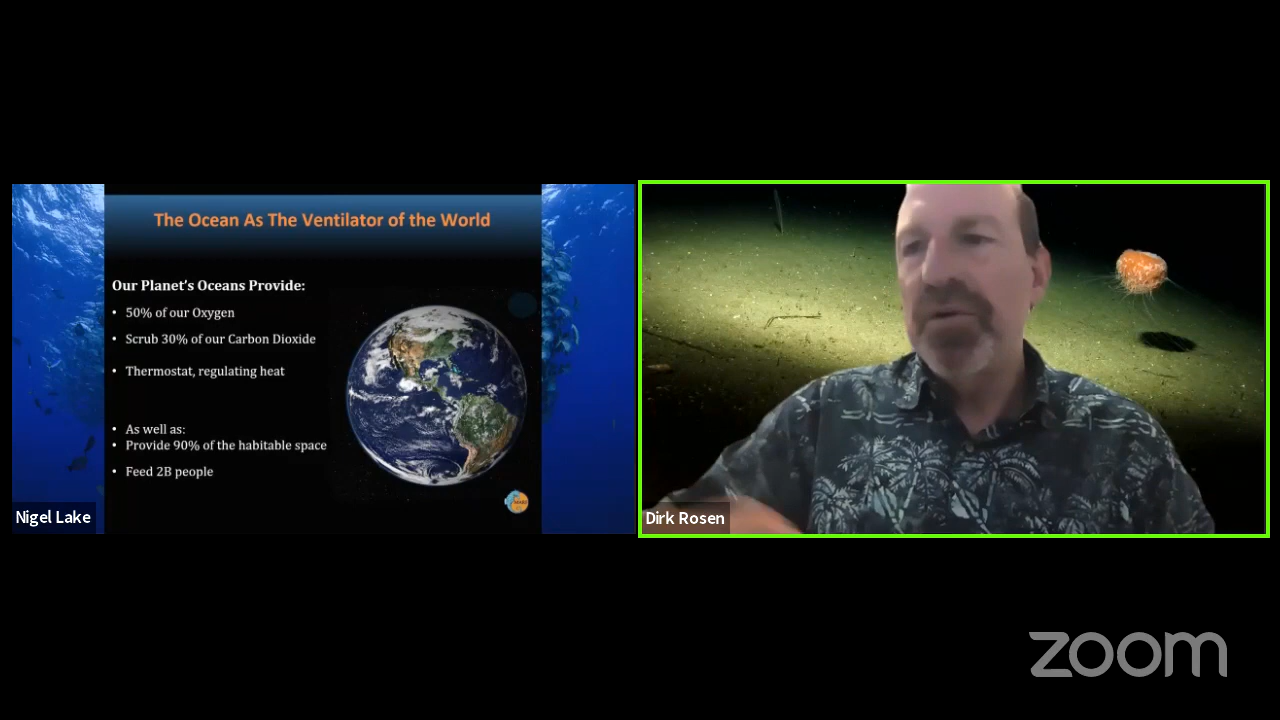 The Ocean As The Ventilator of the World
Our Planet's Oceans Provide:
• 50% of our Oxygen
• Scrub 30% of our Carbon Dioxide
• Thermostat, regulating heat
• As well as:
• Provide 90% of the habitable space
• Feed 2B people
Nigel Lake
Dirk Rosen
zoom